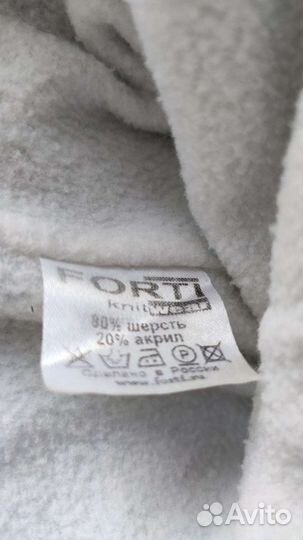 FORTI
knit wear
80% шерсть
20% акрил
Сделано в России
www.forti.ru
Avito